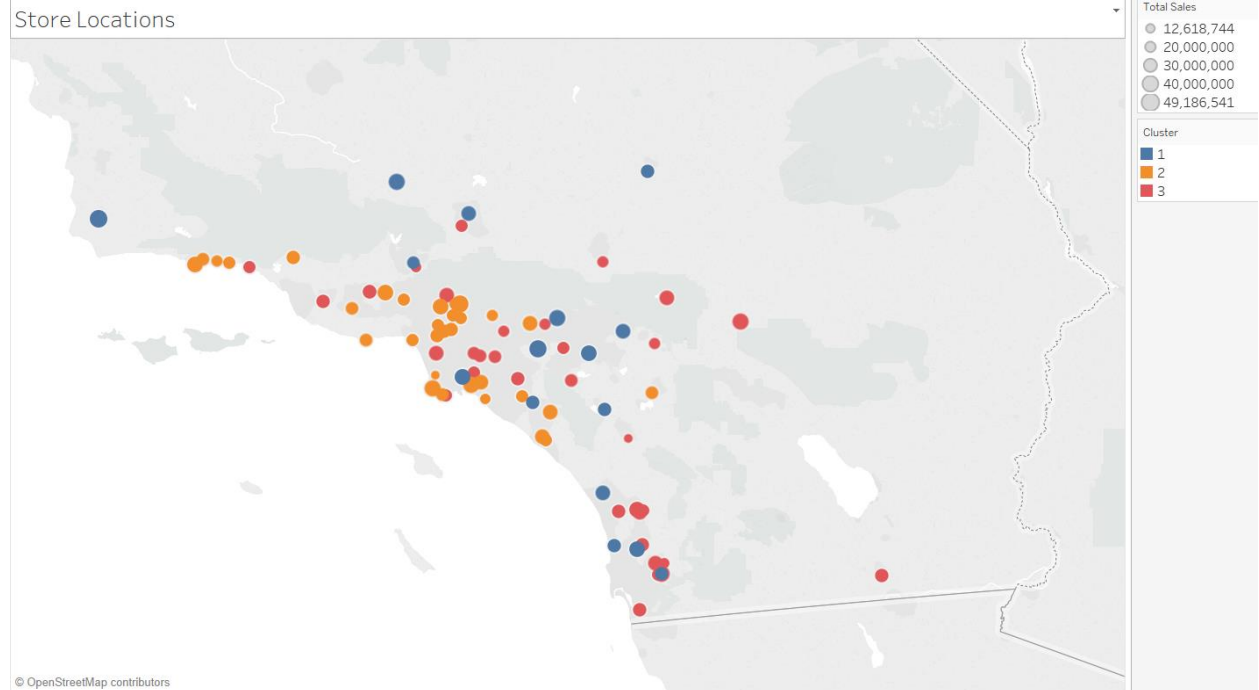 Store Locations
Total Sales
12,618,744
20,000,000
30,000,000
40,000,000
49,186,541
Cluster
1
2
3
© OpenStreetMap contributors